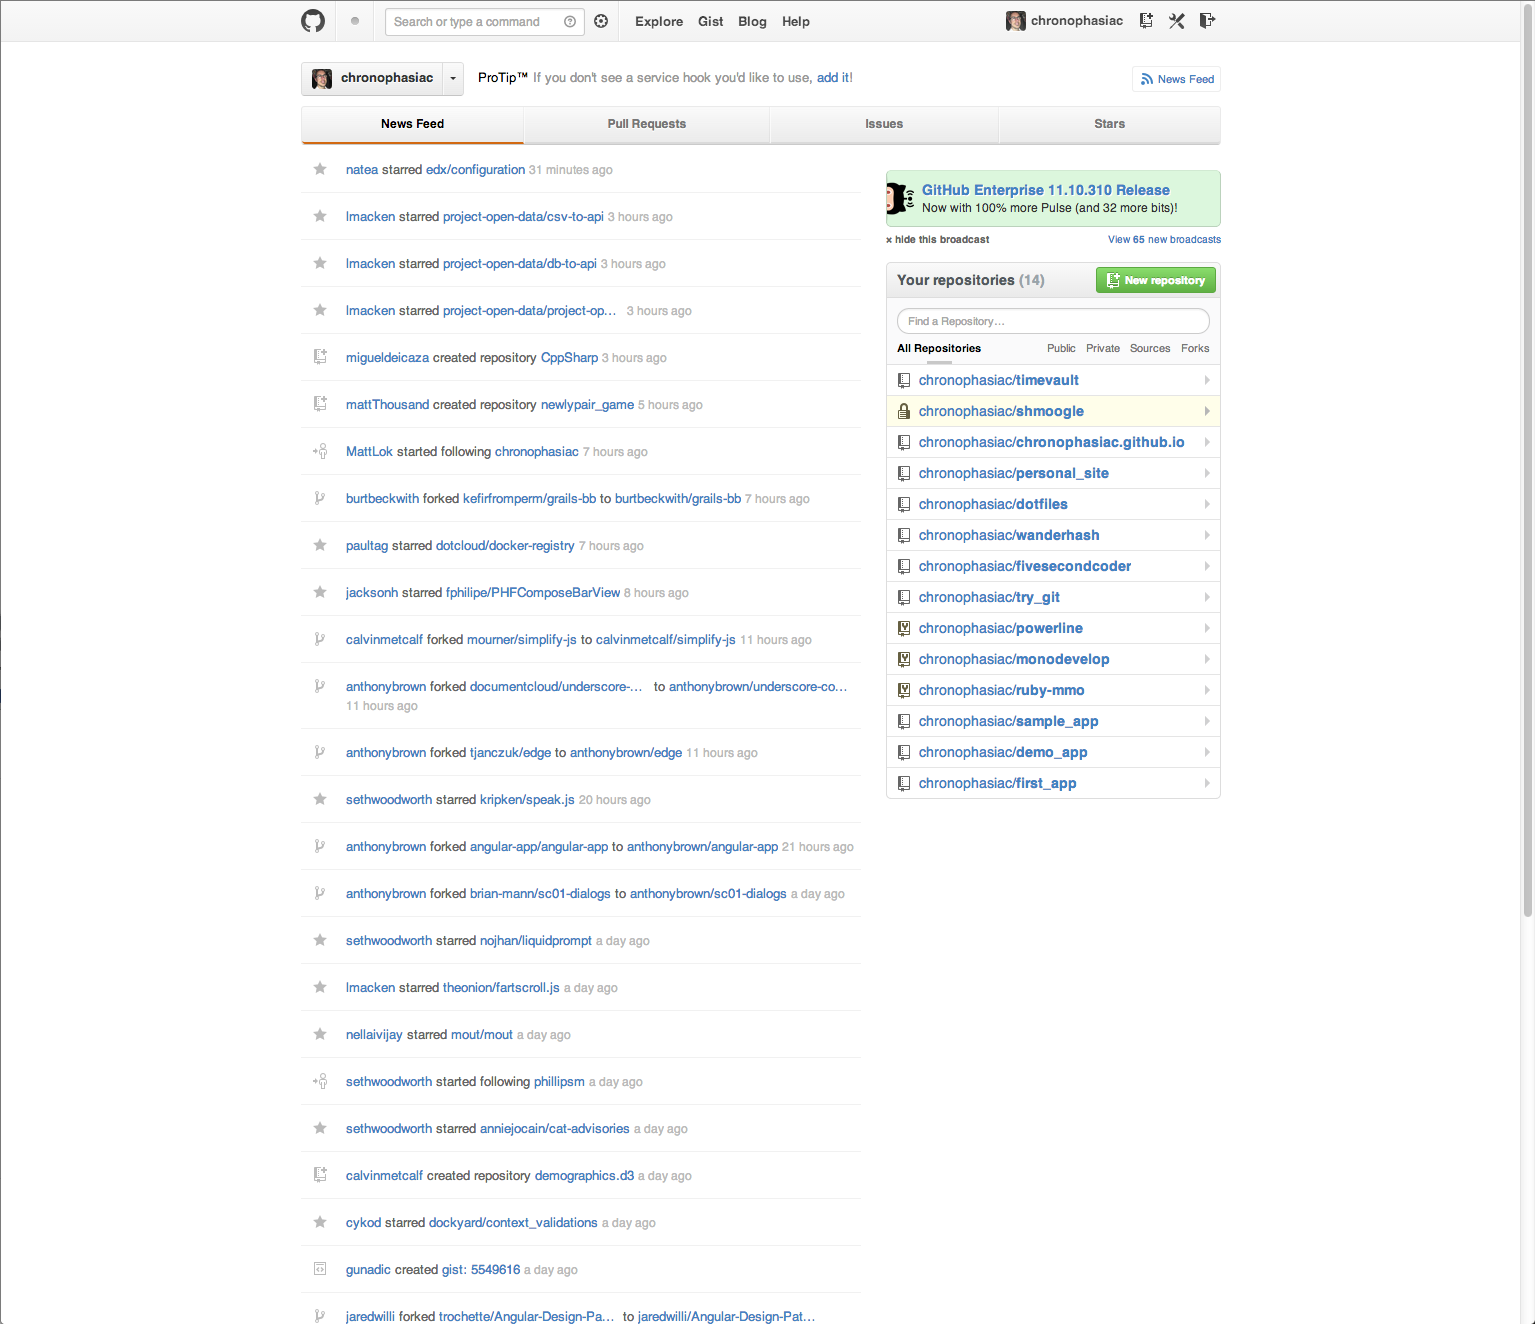 Search or type a command
Explore Gist Blog Help
chronophasiac
chronophasiac
ProTip™ If you don't see a service hook you'd like to use, add it!
News Feed
News Feed
Pull Requests
Issues
Stars
natea starred edx/configuration 31 minutes ago
lmacken starred project-open-data/csv-to-api 3 hours ago
lmacken starred project-open-data/db-to-api 3 hours ago
lmacken starred project-open-data/project-op… 3 hours ago
migueldeicaza created repository CppSharp 3 hours ago
mattThousand created repository newlypair_game 5 hours ago
MattLok started following chronophasiac 7 hours ago
burtbeckwith forked kefirfromperm/grails-bb to burtbeckwith/grails-bb 7 hours ago
paultag starred dotcloud/docker-registry 7 hours ago
jacksonh starred fphilipe/PHFComposeBarView 8 hours ago
calvinmetcalf forked mourner/simplify-js to calvinmetcalf/simplify-js 11 hours ago
anthonybrown forked documentcloud/underscore-… to anthonybrown/underscore-co…
11 hours ago
anthonybrown forked tjanczuk/edge to anthonybrown/edge 11 hours ago
sethwoodworth starred kripken/speak.js 20 hours ago
anthonybrown forked angular-app/angular-app to anthonybrown/angular-app 21 hours ago
anthonybrown forked brian-mann/sc01-dialogs to anthonybrown/sc01-dialogs a day ago
sethwoodworth starred nojhan/liquidprompt a day ago
lmacken starred theonion/fartscroll.js a day ago
nellaivijay starred mout/mout a day ago
sethwoodworth started following phillipsm a day ago
sethwoodworth starred anniejocain/cat-advisories a day ago
calvinmetcalf created repository demographics.d3 a day ago
cykod starred dockyard/context_validations a day ago
gunadic created gist: 5549616 a day ago
jaredwilli forked trochette/Angular-Design-Pa… to jaredwilli/Angular-Design-Pat…
GitHub Enterprise 11.10.310 Release
Now with 100% more Pulse (and 32 more bits)!
× hide this broadcast
View 65 new broadcasts
Your repositories (14)
New repository
Find a Repository…
All Repositories
Public Private Sources Forks
chronophasiac/timevault
chronophasiac/shmoogle
chronophasiac/chronophasiac.github.io
chronophasiac/personal_site
chronophasiac/dotfiles
chronophasiac/wanderhash
chronophasiac/fivesecondcoder
chronophasiac/try_git
chronophasiac/powerline
chronophasiac/monodevelop
chronophasiac/ruby-mmo
chronophasiac/sample_app
chronophasiac/demo_app
chronophasiac/first_app